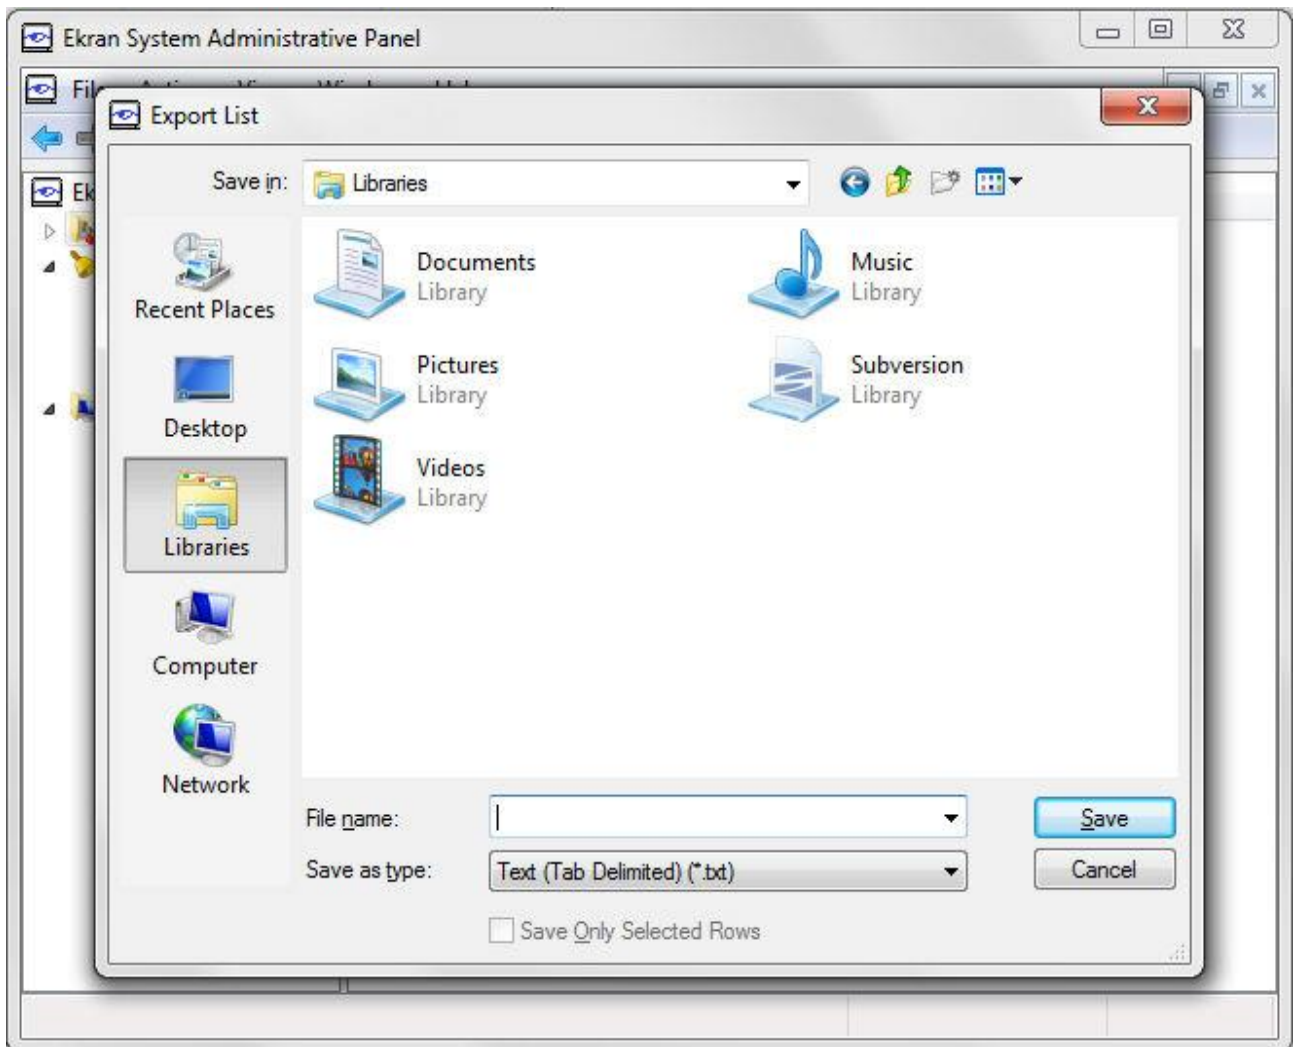 Ekran System Administrative Panel
Export List
Save in:
Libraries
Recent Places
Desktop
Libraries
Computer
Network
Documents
Library
Music
Library
Pictures
Library
Subversion
Library
Videos
Library
File name:
Save
Save as type:
Text (Tab Delimited) (*.txt)
Cancel
Save Only Selected Rows